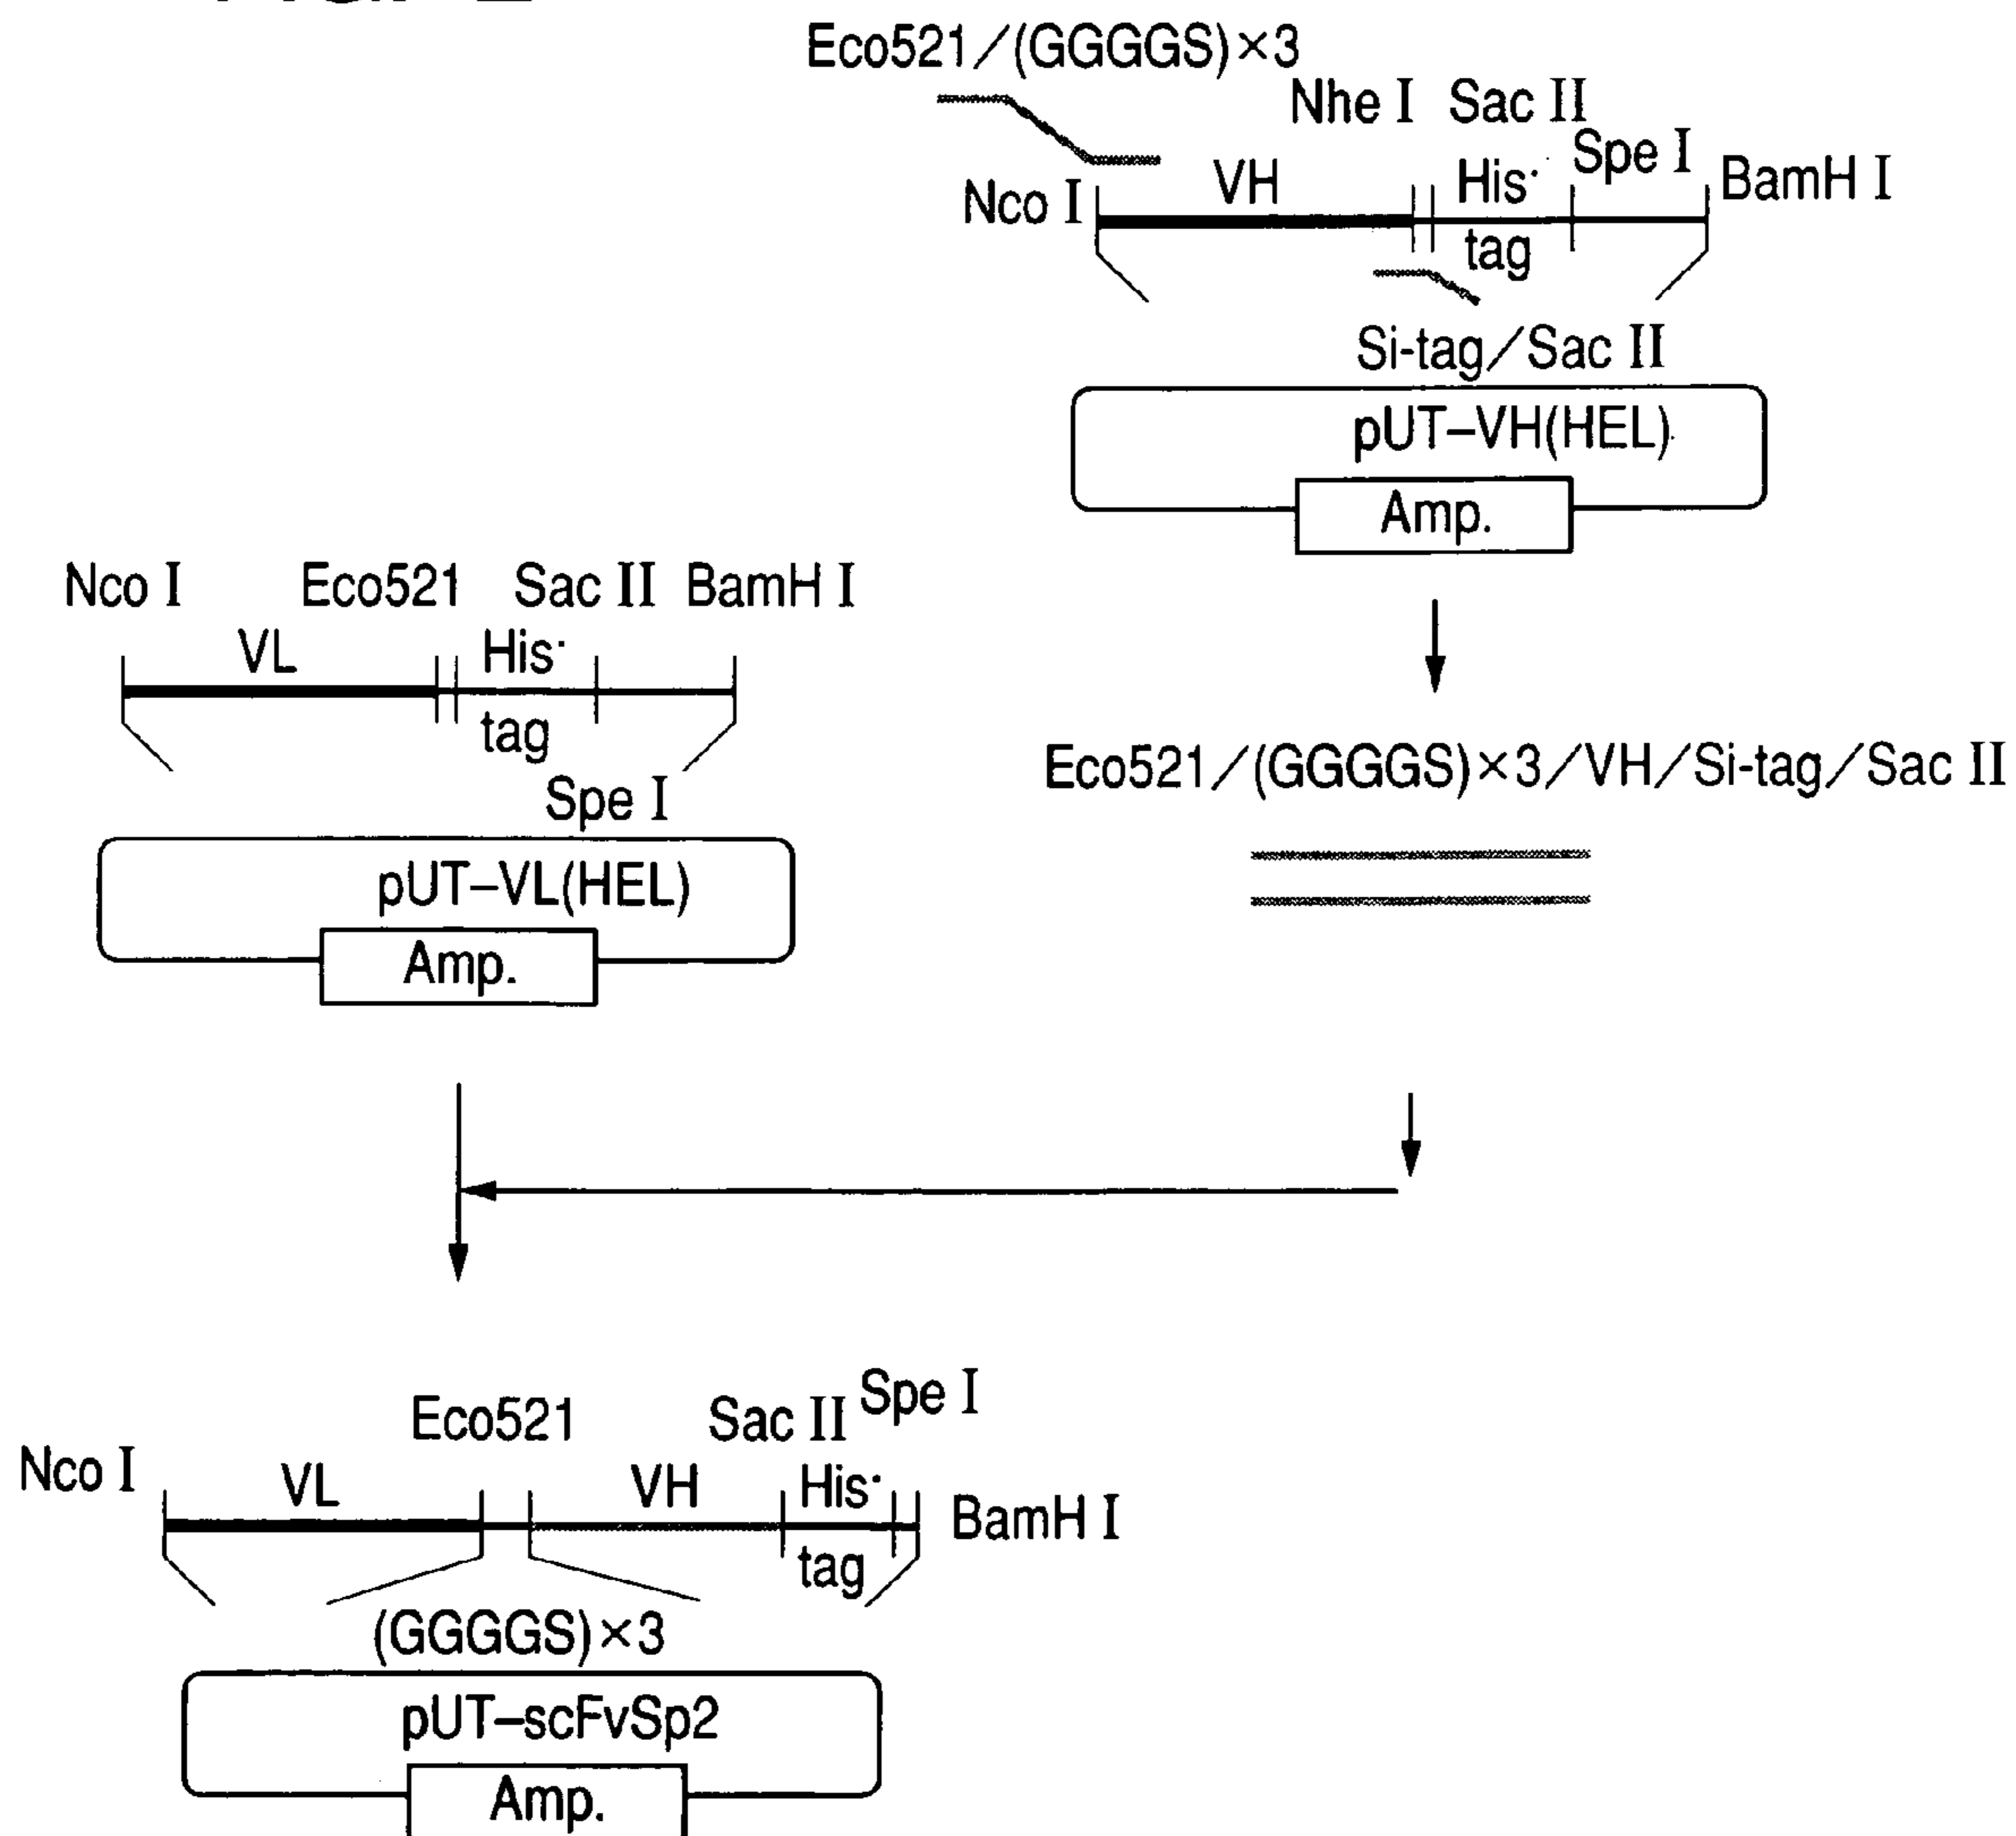 Eco521/(GGGGS)×3
Nhe I Sac II
Spe I
BamH I
Nco I
VH
His·
tag
Si-tag/Sac II
pUT–VH(HEL)
Amp.
Nco I Eco521 Sac II BamH I
VL
His·
tag
Spe I
pUT–VL(HEL)
Amp.
Eco521/(GGGGS)×3/VH/Si-tag/Sac II
Eco521
Sac II
Spe I
Nco I
VL
VH
His·
tag
BamH I
(GGGGS)×3
pUT–scFvSp2
Amp.